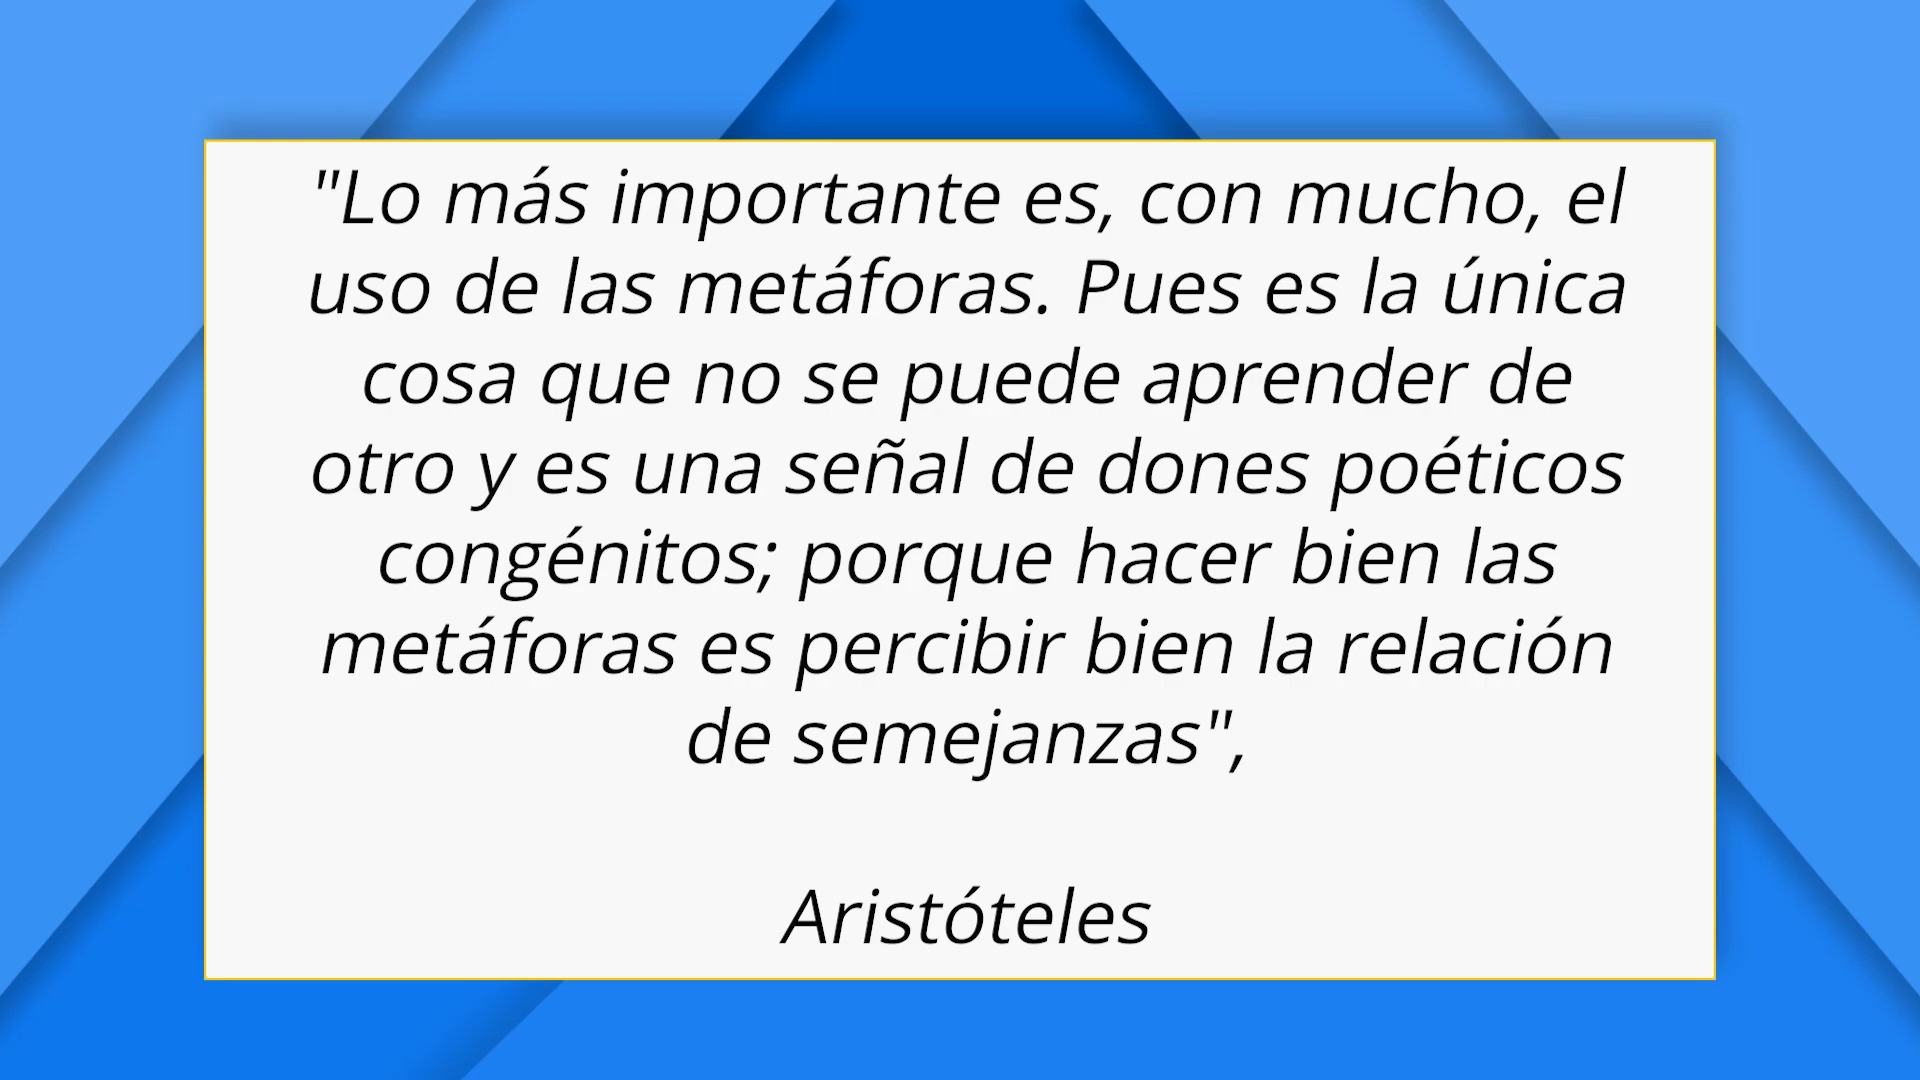 "Lo más importante es, con mucho, el
uso de las metáforas. Pues es la única
cosa que no se puede aprender de
otro y es una señal de dones poéticos
congénitos; porque hacer bien las
metáforas es percibir bien la relación
de semejanzas",
Aristóteles